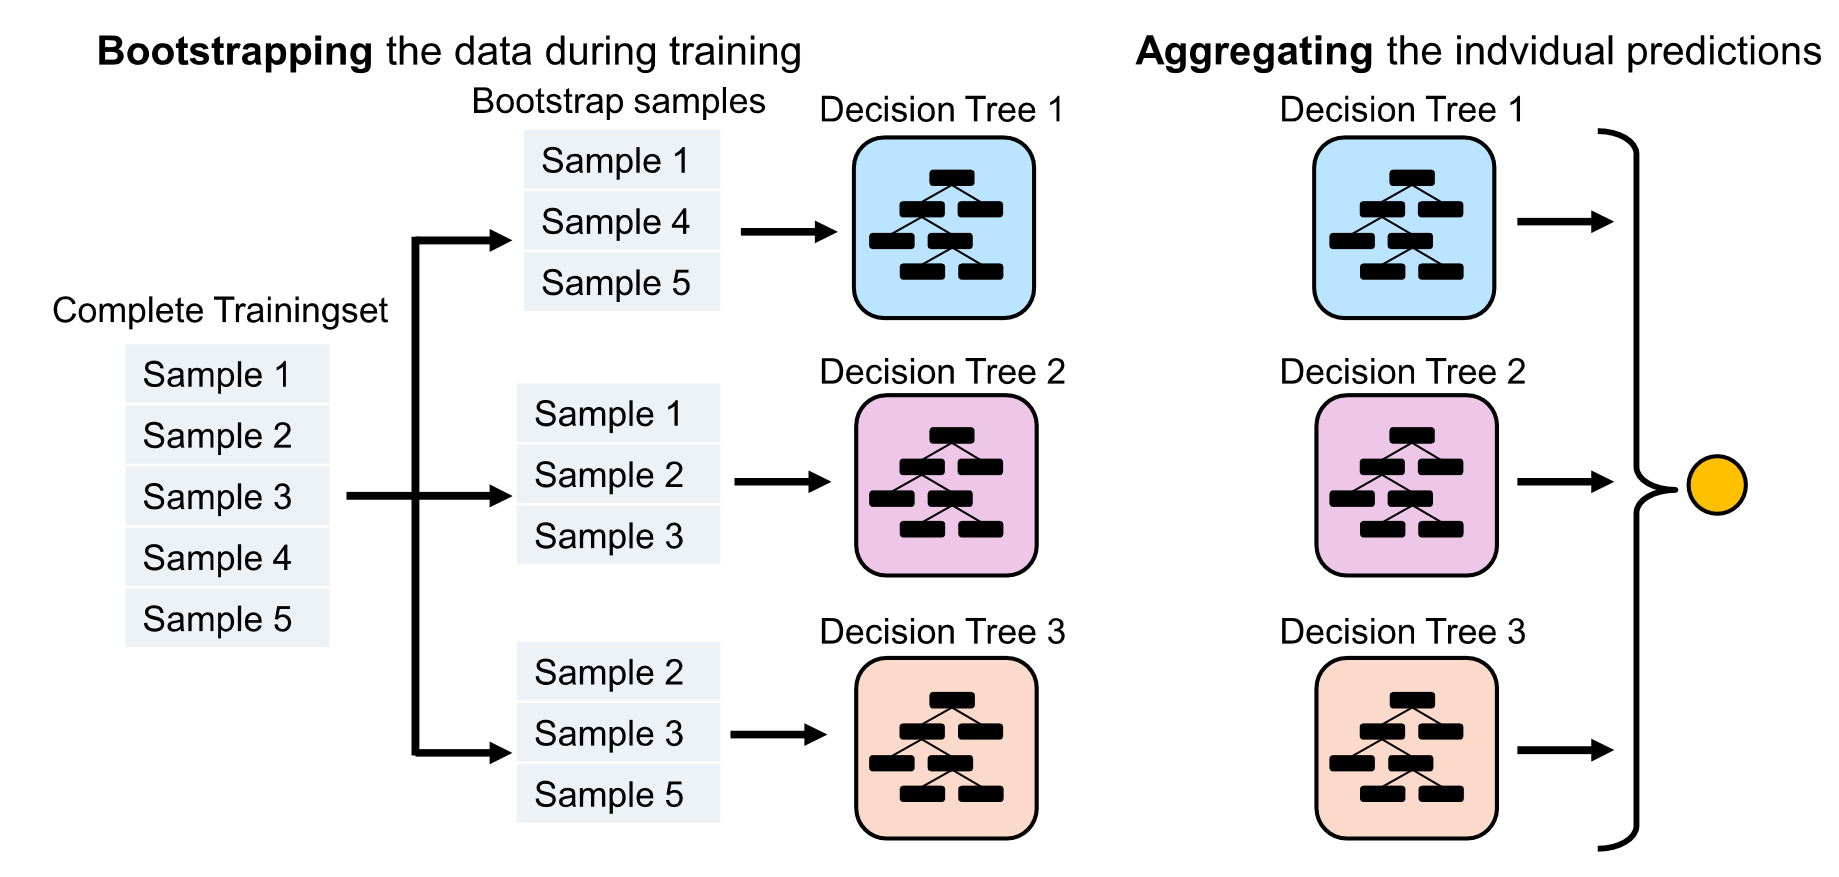 Bootstrapping the data during training
Bootstrap samples
Complete Trainingset
Sample 1
Sample 2
Sample 3
Sample 4
Sample 5
Sample 1
Sample 4
Sample 5
Decision Tree 1
Sample 1
Sample 2
Sample 3
Decision Tree 2
Sample 2
Sample 3
Sample 5
Decision Tree 3
Aggregating the indvidual predictions
Decision Tree 1
Decision Tree 2
Decision Tree 3